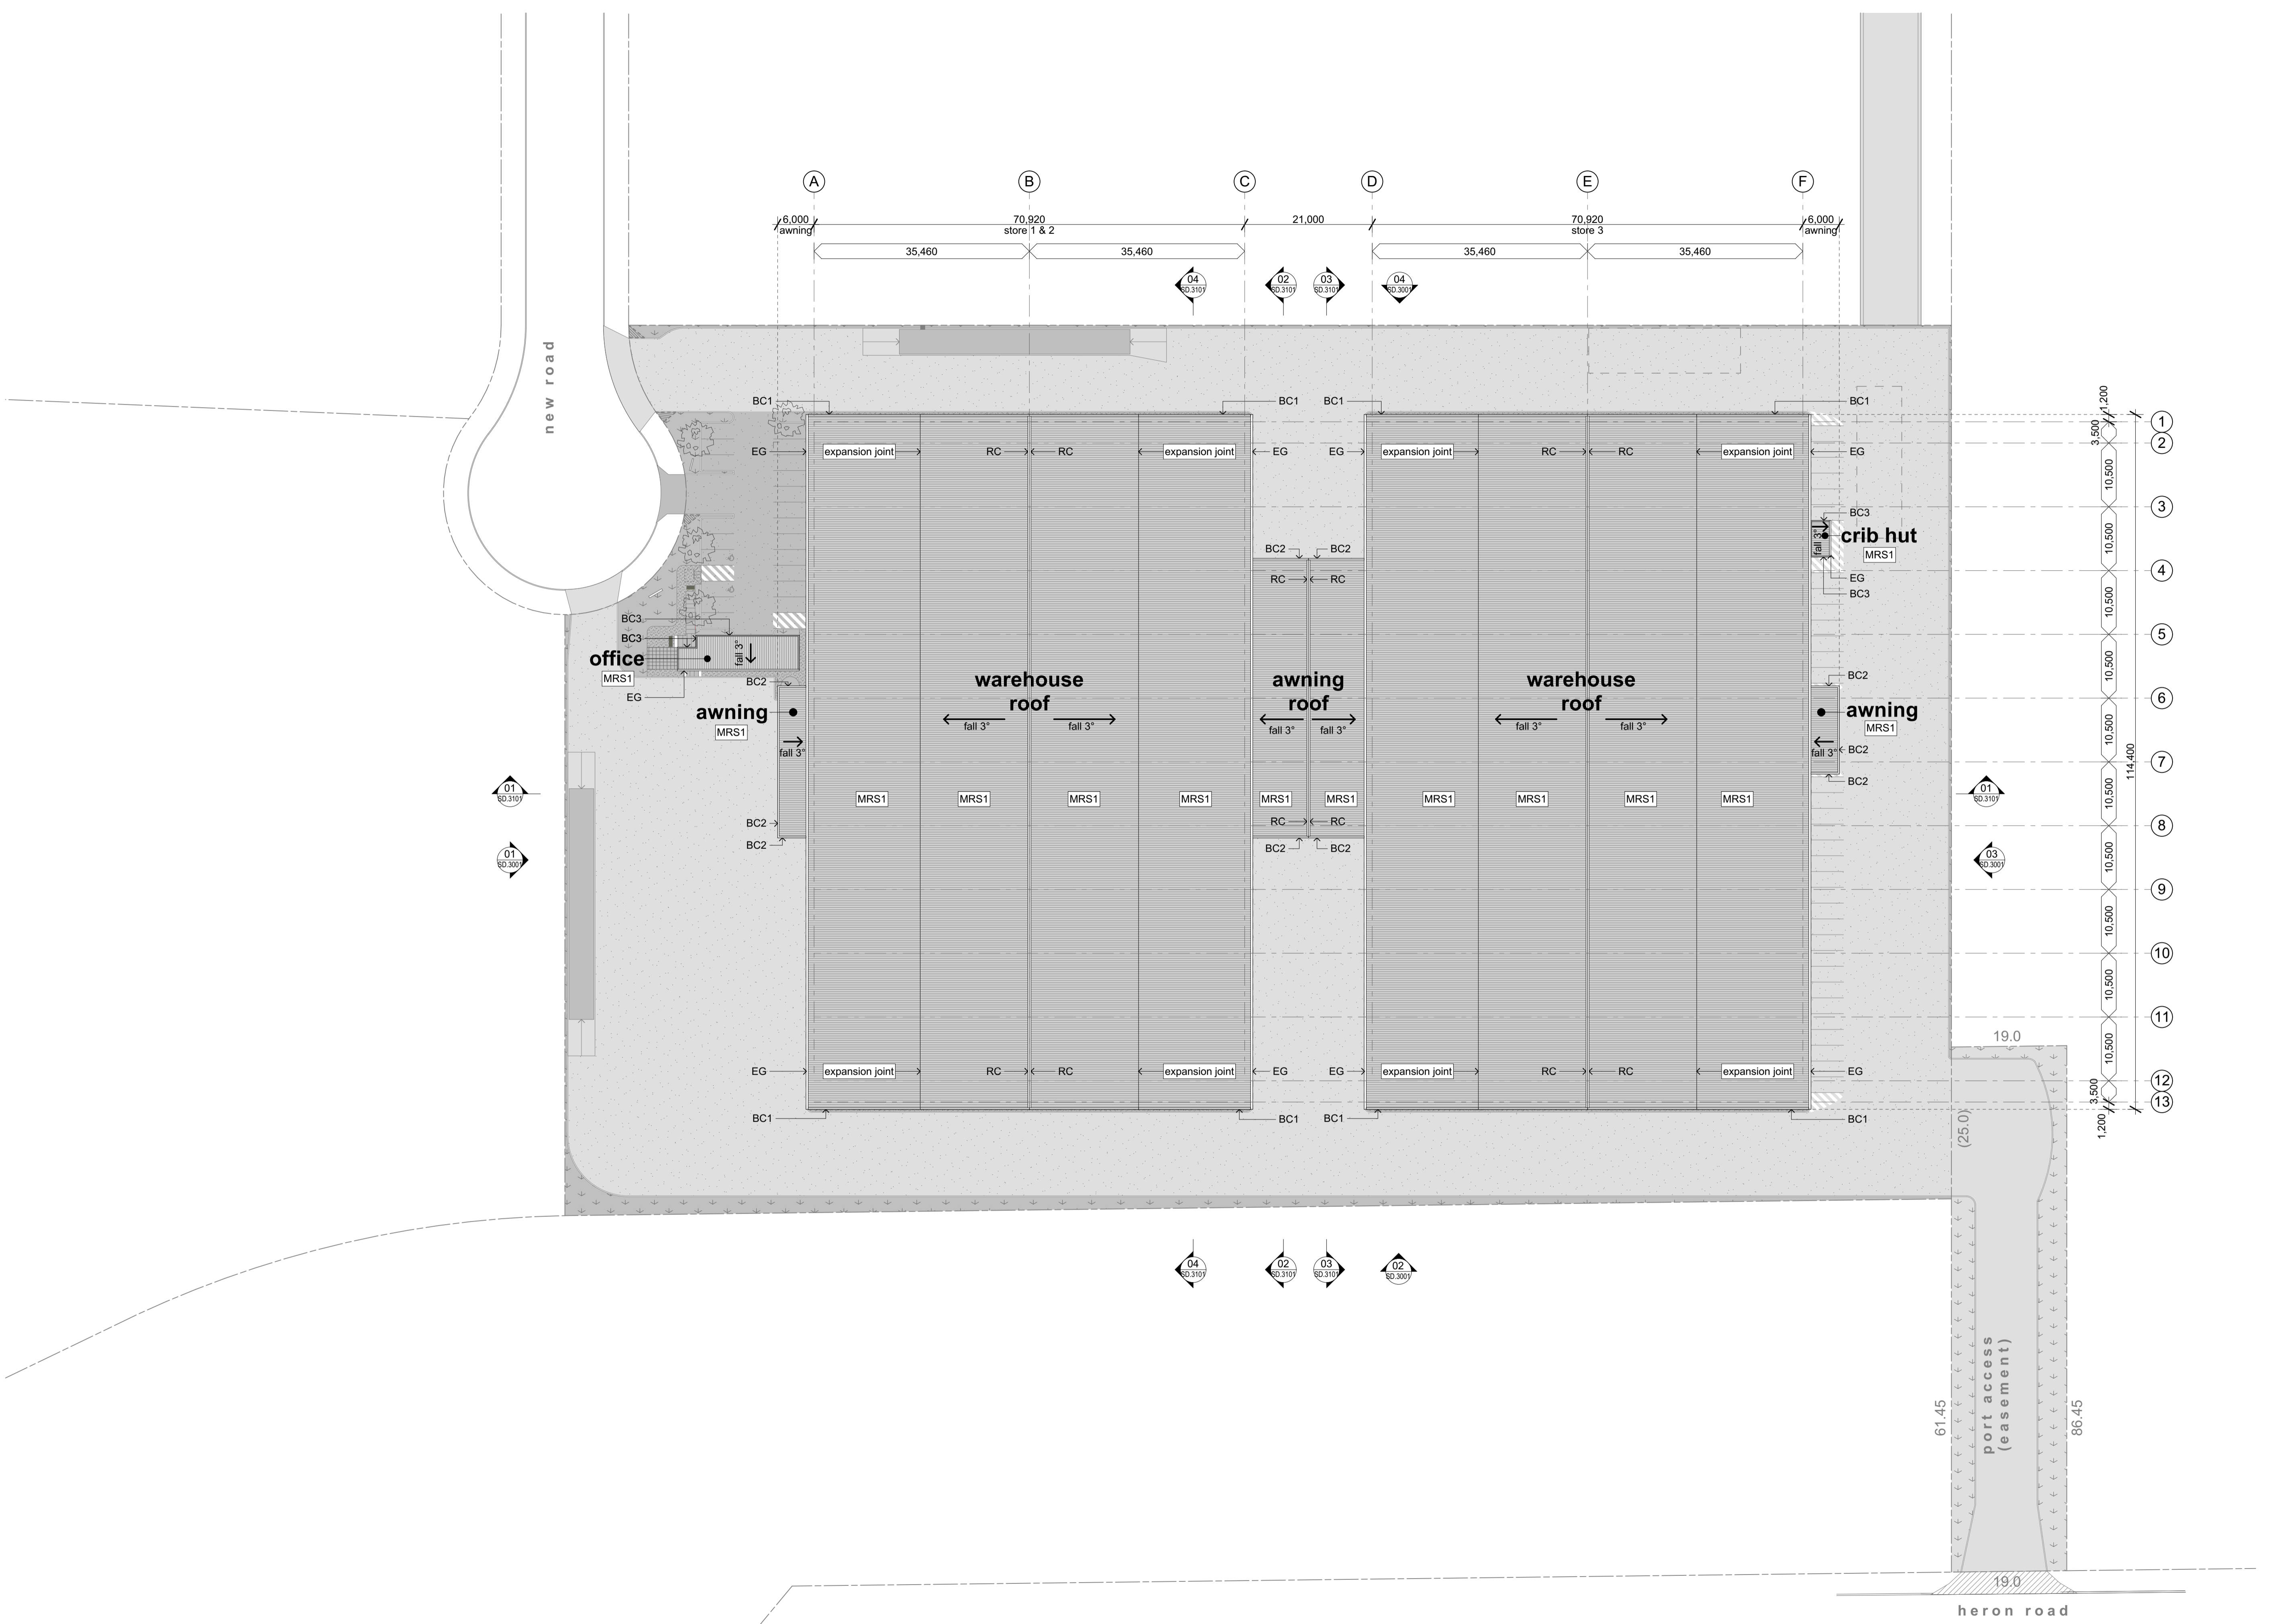 A
B
C
D
E
F
6,000
70,920
21,000
70,920
6,000
awning
store 1 & 2
store 3
awning
35,460
35,460
35,460
35,460
04
SD.3101
02
SD.3101
03
SD.3101
04
SD.3001
new road
BC1
BC1
BC1
BC1
1,200
1
3,500
2
EG
expansion joint
RC
RC
expansion joint
EG
EG
expansion joint
RC
RC
expansion joint
EG
10,500
3
BC3
crib hut
fall 3°
MRS1
10,500
BC2
BC2
4
RC
RC
EG
BC3
10,500
BC3
5
BC3
office
fall 3°
MRS1
EG
10,500
BC2
BC2
warehouse
roof
awning
roof
warehouse
roof
6
awning
MRS1
awning
MRS1
fall 3°
fall 3°
fall 3°
fall 3°
fall 3°
fall 3°
fall 3°
fall 3°
BC2
10,500
114,400
7
BC2
01
SD.3101
MRS1
MRS1
MRS1
MRS1
MRS1
MRS1
MRS1
MRS1
MRS1
MRS1
01
SD.3101
10,500
BC2
RC
RC
8
BC2
BC2
BC2
01
SD.3001
03
SD.3001
10,500
9
10,500
10
10,500
11
19.0
10,500
EG
expansion joint
RC
RC
expansion joint
EG
EG
expansion joint
RC
RC
expansion joint
EG
12
3,500
13
BC1
BC1
BC1
BC1
1,200
(25.0)
04
SD.3101
02
SD.3101
03
SD.3101
02
SD.3001
port access
(easement)
61.45
86.45
19.0
heron road